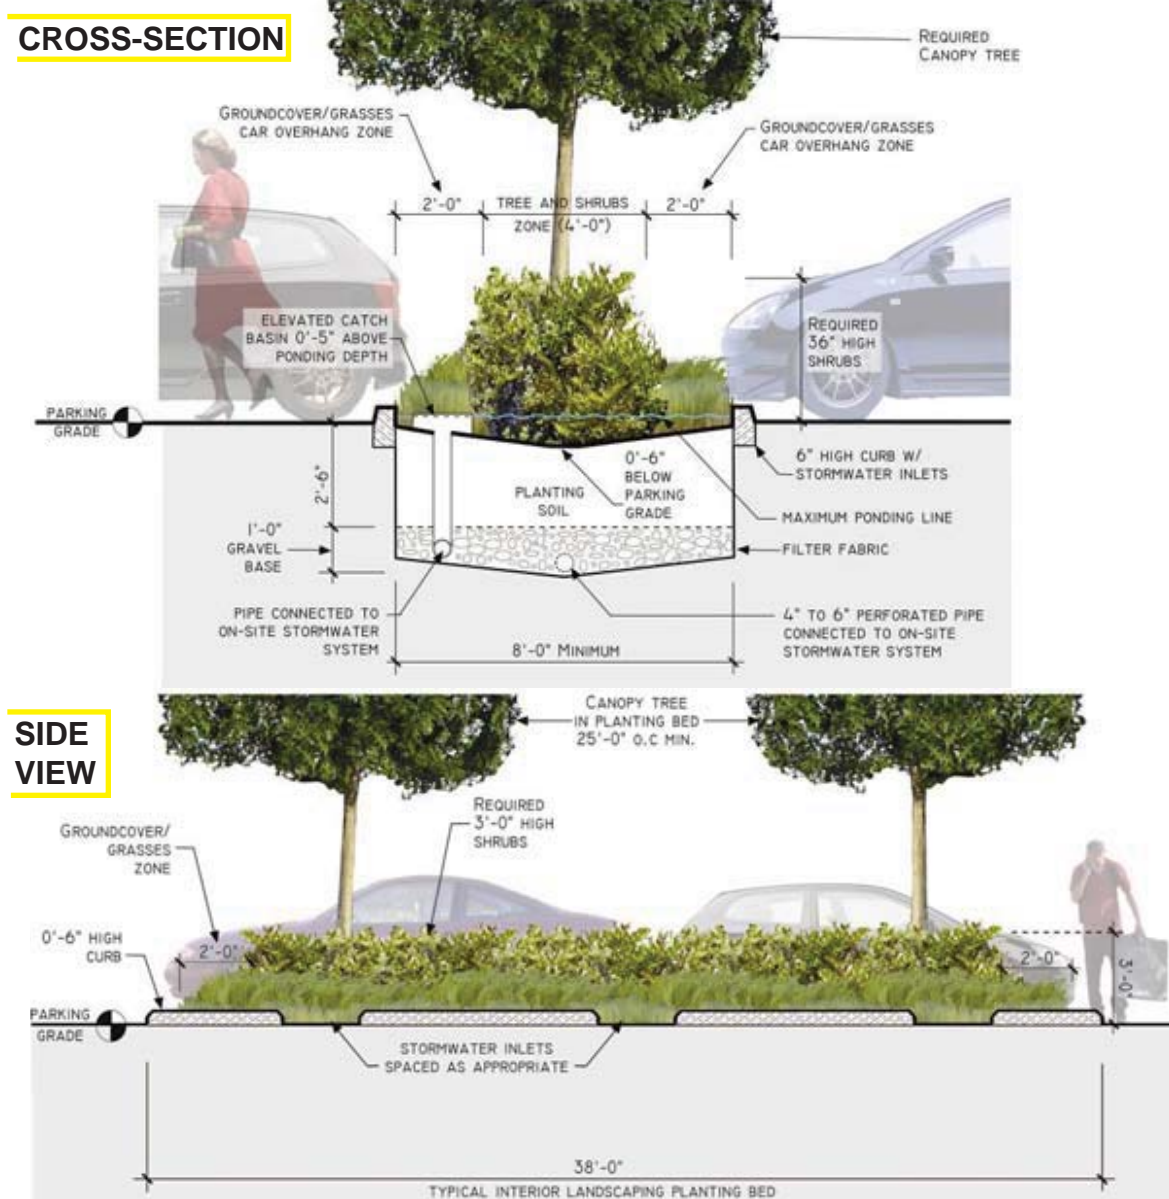 CROSS-SECTION
REQUIRED
CANOPY TREE
GROUNDCOVER/GRASSES
CAR OVERHANG ZONE
GROUNDCOVER/GRASSES
CAR OVERHANG ZONE
2'-0"
TREE AND SHRUBS
ZONE (4'-0")
2'-0"
ELEVATED CATCH
BASIN 0'-5" ABOVE
PONDING DEPTH
REQUIRED
36" HIGH
SHRUBS
PARKING
GRADE
2'-6"
PLANTING
SOIL
0'-6"
BELOW
PARKING
GRADE
6" HIGH CURB W/
STORMWATER INLETS
MAXIMUM PONDING LINE
1'-0"
GRAVEL
BASE
FILTER FABRIC
PIPE CONNECTED TO
ON-SITE STORMWATER
SYSTEM
8'-0" MINIMUM
4" TO 6" PERFORATED PIPE
CONNECTED TO ON-SITE
STORMWATER SYSTEM
SIDE
VIEW
CANOPY TREE
IN PLANTING BED
25'-0" O.C MIN.
REQUIRED
3'-0" HIGH
SHRUBS
GROUNDCOVER/
GRASSES
ZONE
0'-6" HIGH
CURB
2'-0"
2'-0"
3'-0"
PARKING
GRADE
STORMWATER INLETS
SPACED AS APPROPRIATE
38'-0"
TYPICAL INTERIOR LANDSCAPING PLANTING BED